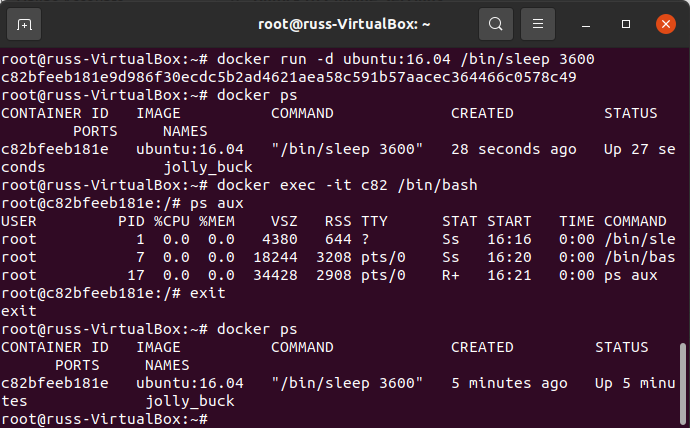 root@russ-VirtualBox: ~
root@russ-VirtualBox:~# docker run -d ubuntu:16.04 /bin/sleep 3600
c82bfeeb181e9d986f30ecdc5b2ad4621aea58c591b57aacec364466c0578c49
root@russ-VirtualBox:~# docker ps
CONTAINER ID   IMAGE          COMMAND             CREATED          STATUS
        PORTS     NAMES
c82bfeeb181e   ubuntu:16.04   "/bin/sleep 3600"   28 seconds ago   Up 27 se
conds             jolly_buck
root@russ-VirtualBox:~# docker exec -it c82 /bin/bash
root@c82bfeeb181e:/# ps aux
USER         PID %CPU %MEM    VSZ   RSS TTY      STAT START   TIME COMMAND
root           1  0.0  0.0   4380   644 ?        Ss   16:16   0:00 /bin/sle
root           7  0.0  0.0  18244  3208 pts/0    Ss   16:20   0:00 /bin/bas
root          17  0.0  0.0  34428  2908 pts/0    R+   16:21   0:00 ps aux
root@c82bfeeb181e:/# exit
exit
root@russ-VirtualBox:~# docker ps
CONTAINER ID   IMAGE          COMMAND             CREATED         STATUS
      PORTS     NAMES
c82bfeeb181e   ubuntu:16.04   "/bin/sleep 3600"   5 minutes ago   Up 5 minu
tes             jolly_buck
root@russ-VirtualBox:~#